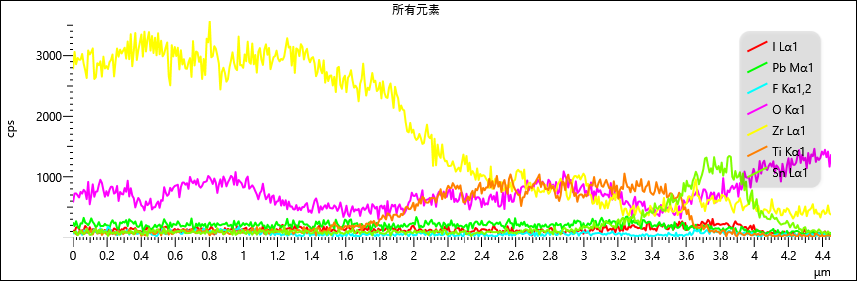 所有元素
cps
3000
2000
1000
I Lα1
Pb Mα1
F Kα1,2
O Kα1
Zr Lα1
Ti Kα1
Sn Lα1
0 0.2 0.4 0.6 0.8 1 1.2 1.4 1.6 1.8 2 2.2 2.4 2.6 2.8 3 3.2 3.4 3.6 3.8 4 4.2 4.4
µm